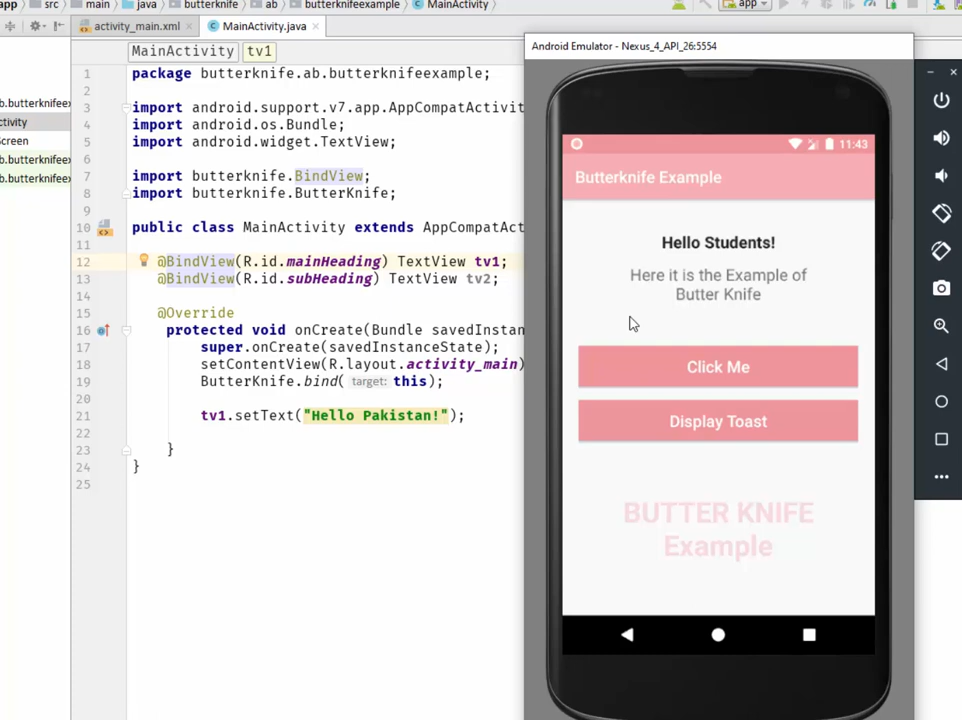 app src main java butterknife ab butterknifeexample MainActivity app
activity_main.xml MainActivity.java
MainActivity tv1
1 package butterknife.ab.butterknifeexample;
2
3 import android.support.v7.app.AppCompatActivit
4 import android.os.Bundle;
5 import android.widget.TextView;
6
7 import butterknife.BindView;
8 import butterknife.ButterKnife;
9
10 public class MainActivity extends AppCompatAct
11
12 @BindView(R.id.mainHeading) TextView tv1;
13 @BindView(R.id.subHeading) TextView tv2;
14
15 @Override
16 protected void onCreate(Bundle savedInstan
17 super.onCreate(savedInstanceState);
18 setContentView(R.layout.activity_main)
19 ButterKnife.bind( target: this);
20
21 tv1.setText("Hello Pakistan!");
22
23 }
24 }
25
b.butterknifeex
ctivity
Screen
ab.butterknifeex
ab.butterknifeex
Android Emulator - Nexus_4_API_26:5554
11:43
Butterknife Example
Hello Students!
Here it is the Example of
Butter Knife
Click Me
Display Toast
BUTTER KNIFE
Example